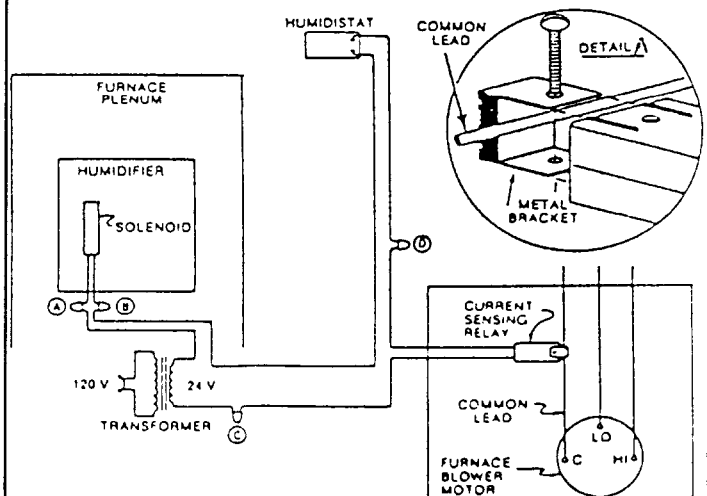 HUMIDISTAT
COMMON
LEAD
DETAIL A
FURNACE
PLENUM
HUMIDIFIER
SOLENOID
METAL
BRACKET
D
A
B
CURRENT
SENSING
RELAY
120 V
24 V
TRANSFORMER
C
COMMON
LEAD
LO
C
HI
FURNACE
BLOWER
MOTOR